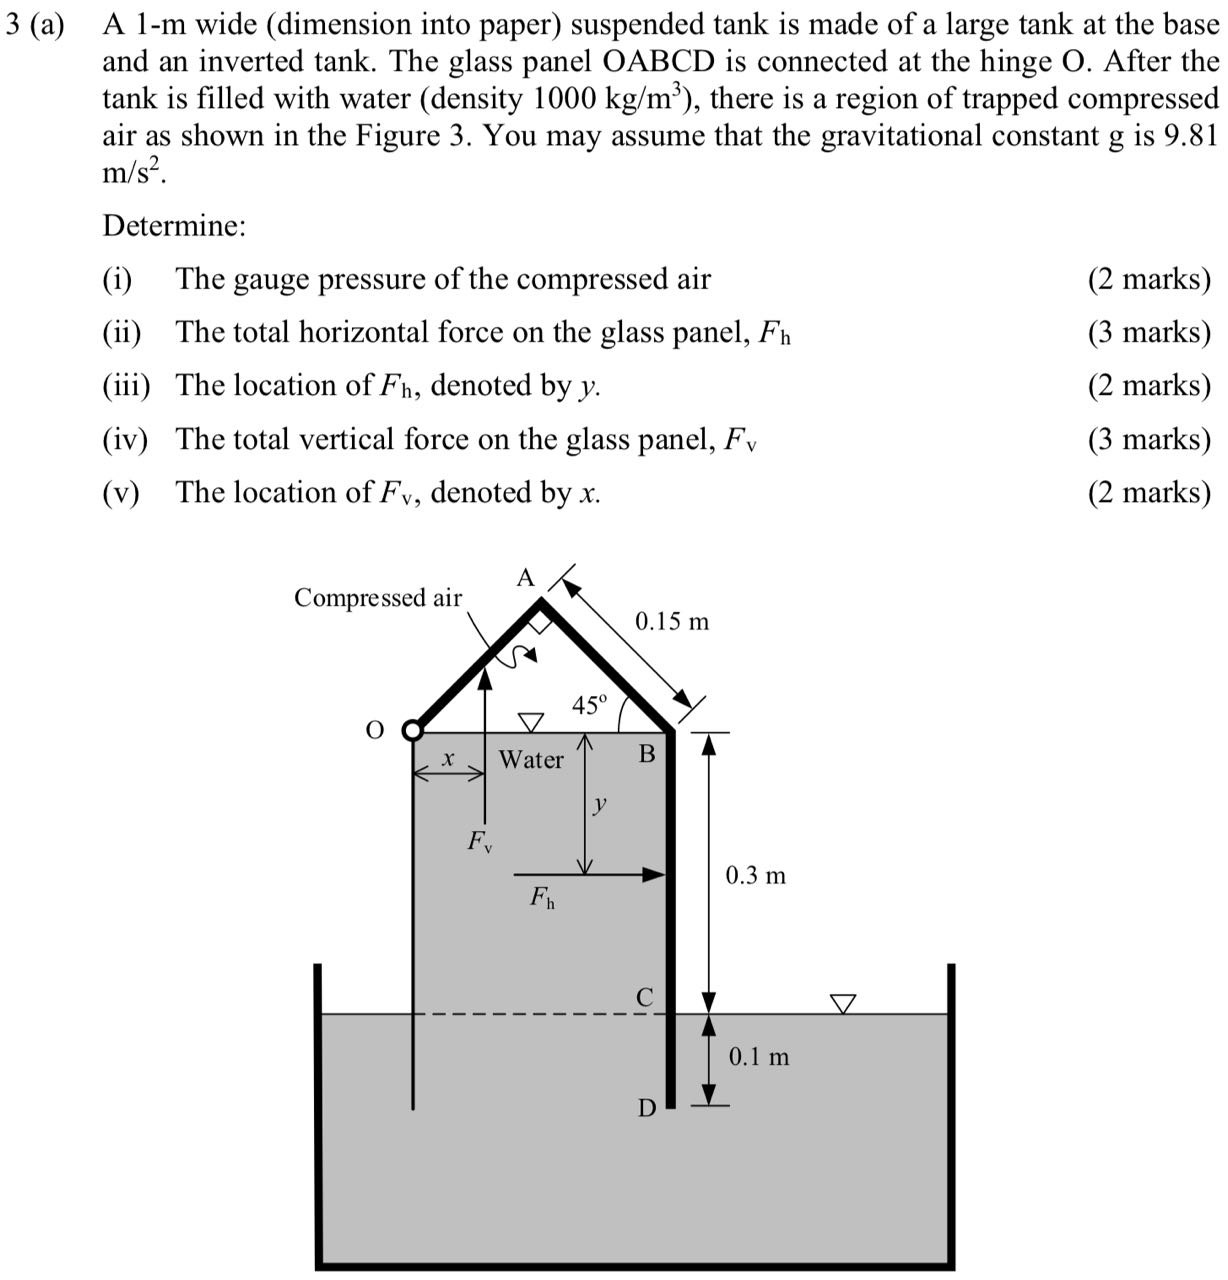 3 (a) A 1-m wide (dimension into paper) suspended tank is made of a large tank at the base
and an inverted tank. The glass panel OABCD is connected at the hinge O. After the
tank is filled with water (density 1000 kg/m³), there is a region of trapped compressed
air as shown in the Figure 3. You may assume that the gravitational constant g is 9.81
m/s².
Determine:
(i) The gauge pressure of the compressed air (2 marks)
(ii) The total horizontal force on the glass panel, Fh (3 marks)
(iii) The location of Fh, denoted by y. (2 marks)
(iv) The total vertical force on the glass panel, Fv (3 marks)
(v) The location of Fv, denoted by x. (2 marks)
A
Compressed air
0.15 m
45º
O
x
Water
B
y
Fv
0.3 m
Fh
C
0.1 m
D